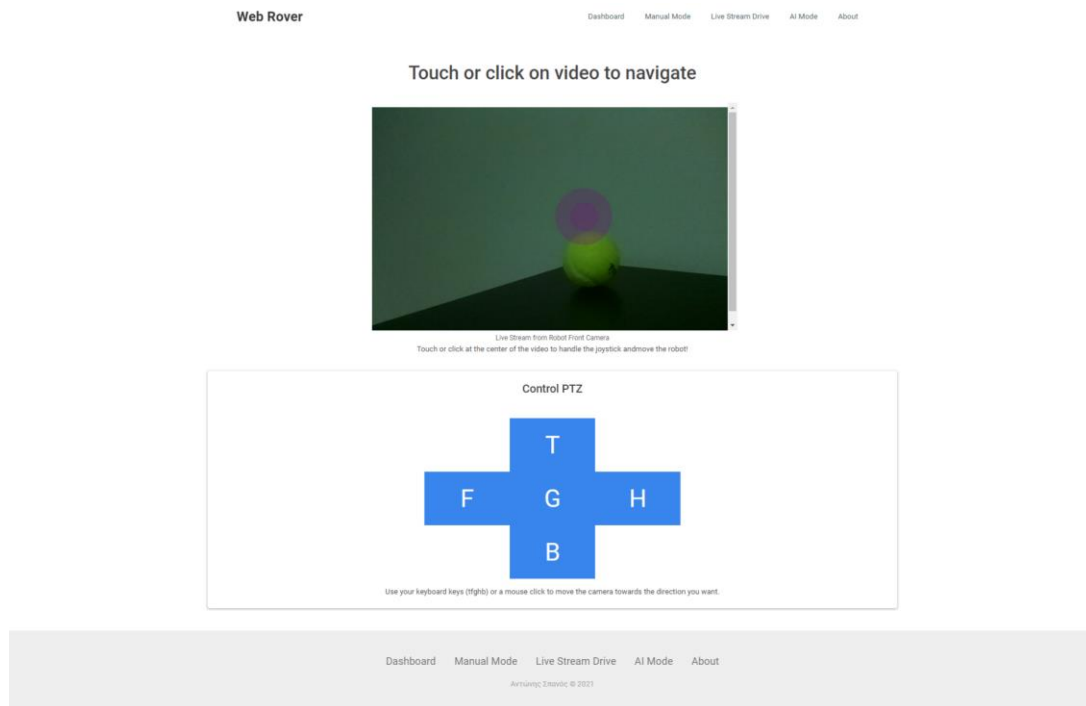 Web Rover
Dashboard Manual Mode Live Stream Drive AI Mode About
Touch or click on video to navigate
Live Stream from Robot Front Camera
Touch or click at the center of the video to handle the joystick andmove the robot!
Control PTZ
T
F G H
B
Use your keyboard keys (tfghb) or a mouse click to move the camera towards the direction you want.
Dashboard Manual Mode Live Stream Drive AI Mode About
Αντώνης Σπανός © 2021